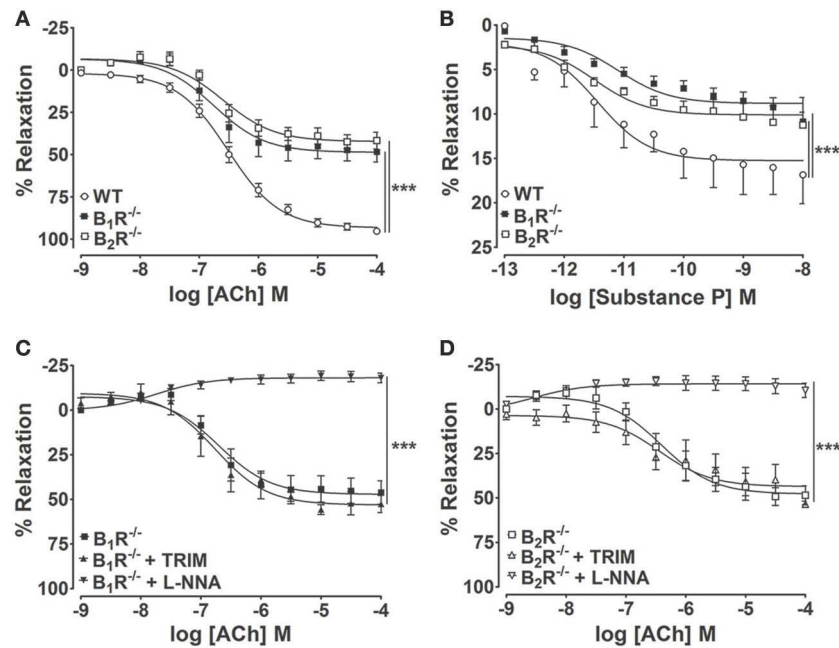 A
% Relaxation
-25
0
25
50
75
100
WT
B1R-/-
B2R-/-
***
-9 -8 -7 -6 -5 -4
log [ACh] M
B
% Relaxation
0
5
10
15
20
25
WT
B1R-/-
B2R-/-
***
-13 -12 -11 -10 -9 -8
log [Substance P] M
C
% Relaxation
-25
0
25
50
75
100
B1R-/-
B1R-/- + TRIM
B1R-/- + L-NNA
***
-9 -8 -7 -6 -5 -4
log [ACh] M
D
% Relaxation
-25
0
25
50
75
100
B2R-/-
B2R-/- + TRIM
B2R-/- + L-NNA
***
-9 -8 -7 -6 -5 -4
log [ACh] M